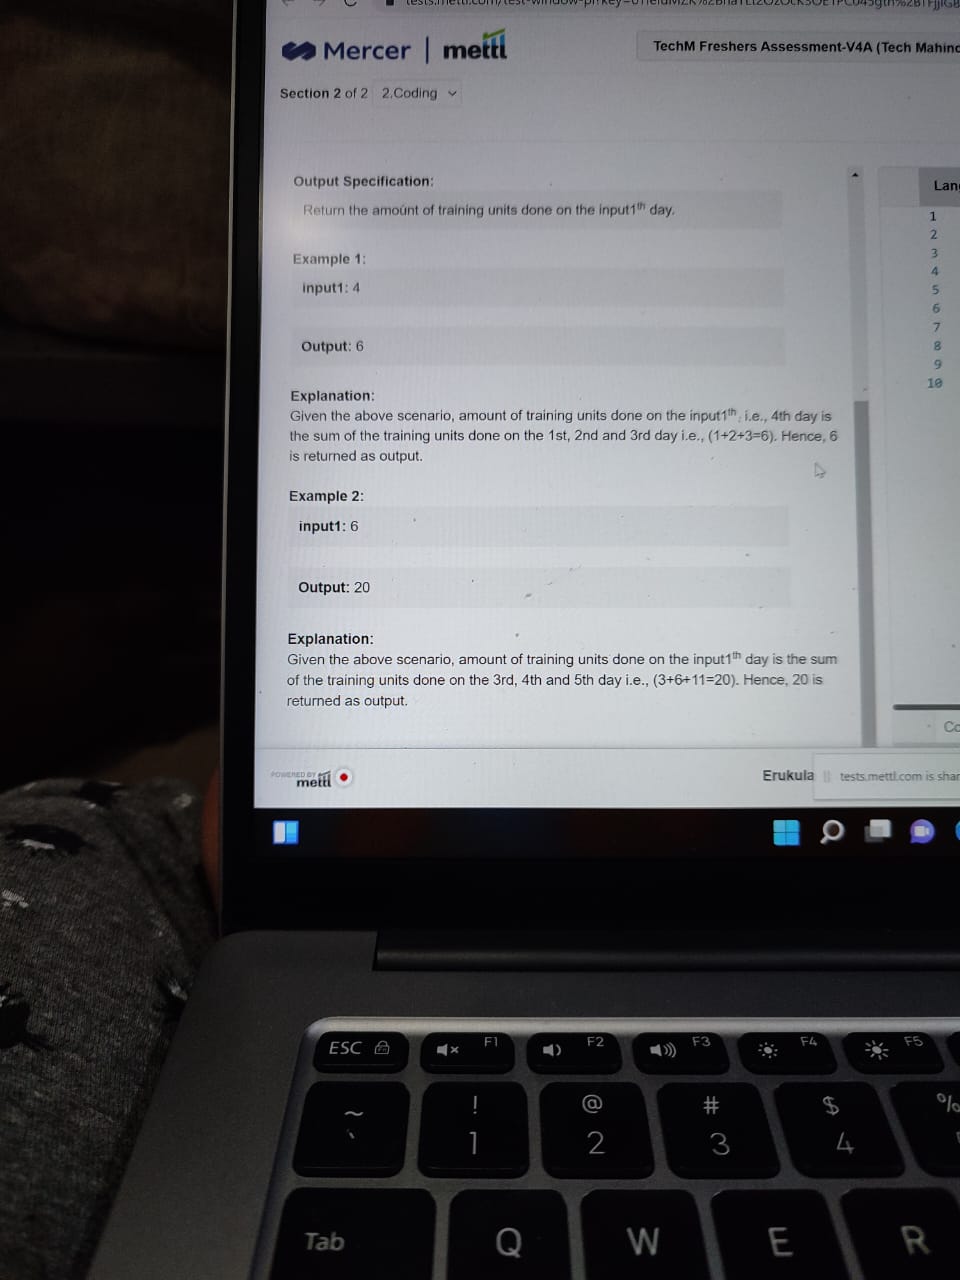 Mercer | mettl
TechM Freshers Assessment-V4A (Tech Mahind
Section 2 of 2 2.Coding
Output Specification:
Lang
Return the amount of training units done on the input1th day.
1
2
3
4
5
6
7
8
9
10
Example 1:
input1: 4
Output: 6
Explanation:
Given the above scenario, amount of training units done on the input1th, i.e., 4th day is
the sum of the training units done on the 1st, 2nd and 3rd day i.e., (1+2+3=6). Hence, 6
is returned as output.
Example 2:
input1: 6
Output: 20
Explanation:
Given the above scenario, amount of training units done on the input1th day is the sum
of the training units done on the 3rd, 4th and 5th day i.e., (3+6+11=20). Hence, 20 is
returned as output.
Co
POWERED BY
mettl
Erukula || tests.mettl.com is shar
ESC F1 F2 F3 F4 F5
~ ! @ # $ %
` 1 2 3 4
Tab Q W E R